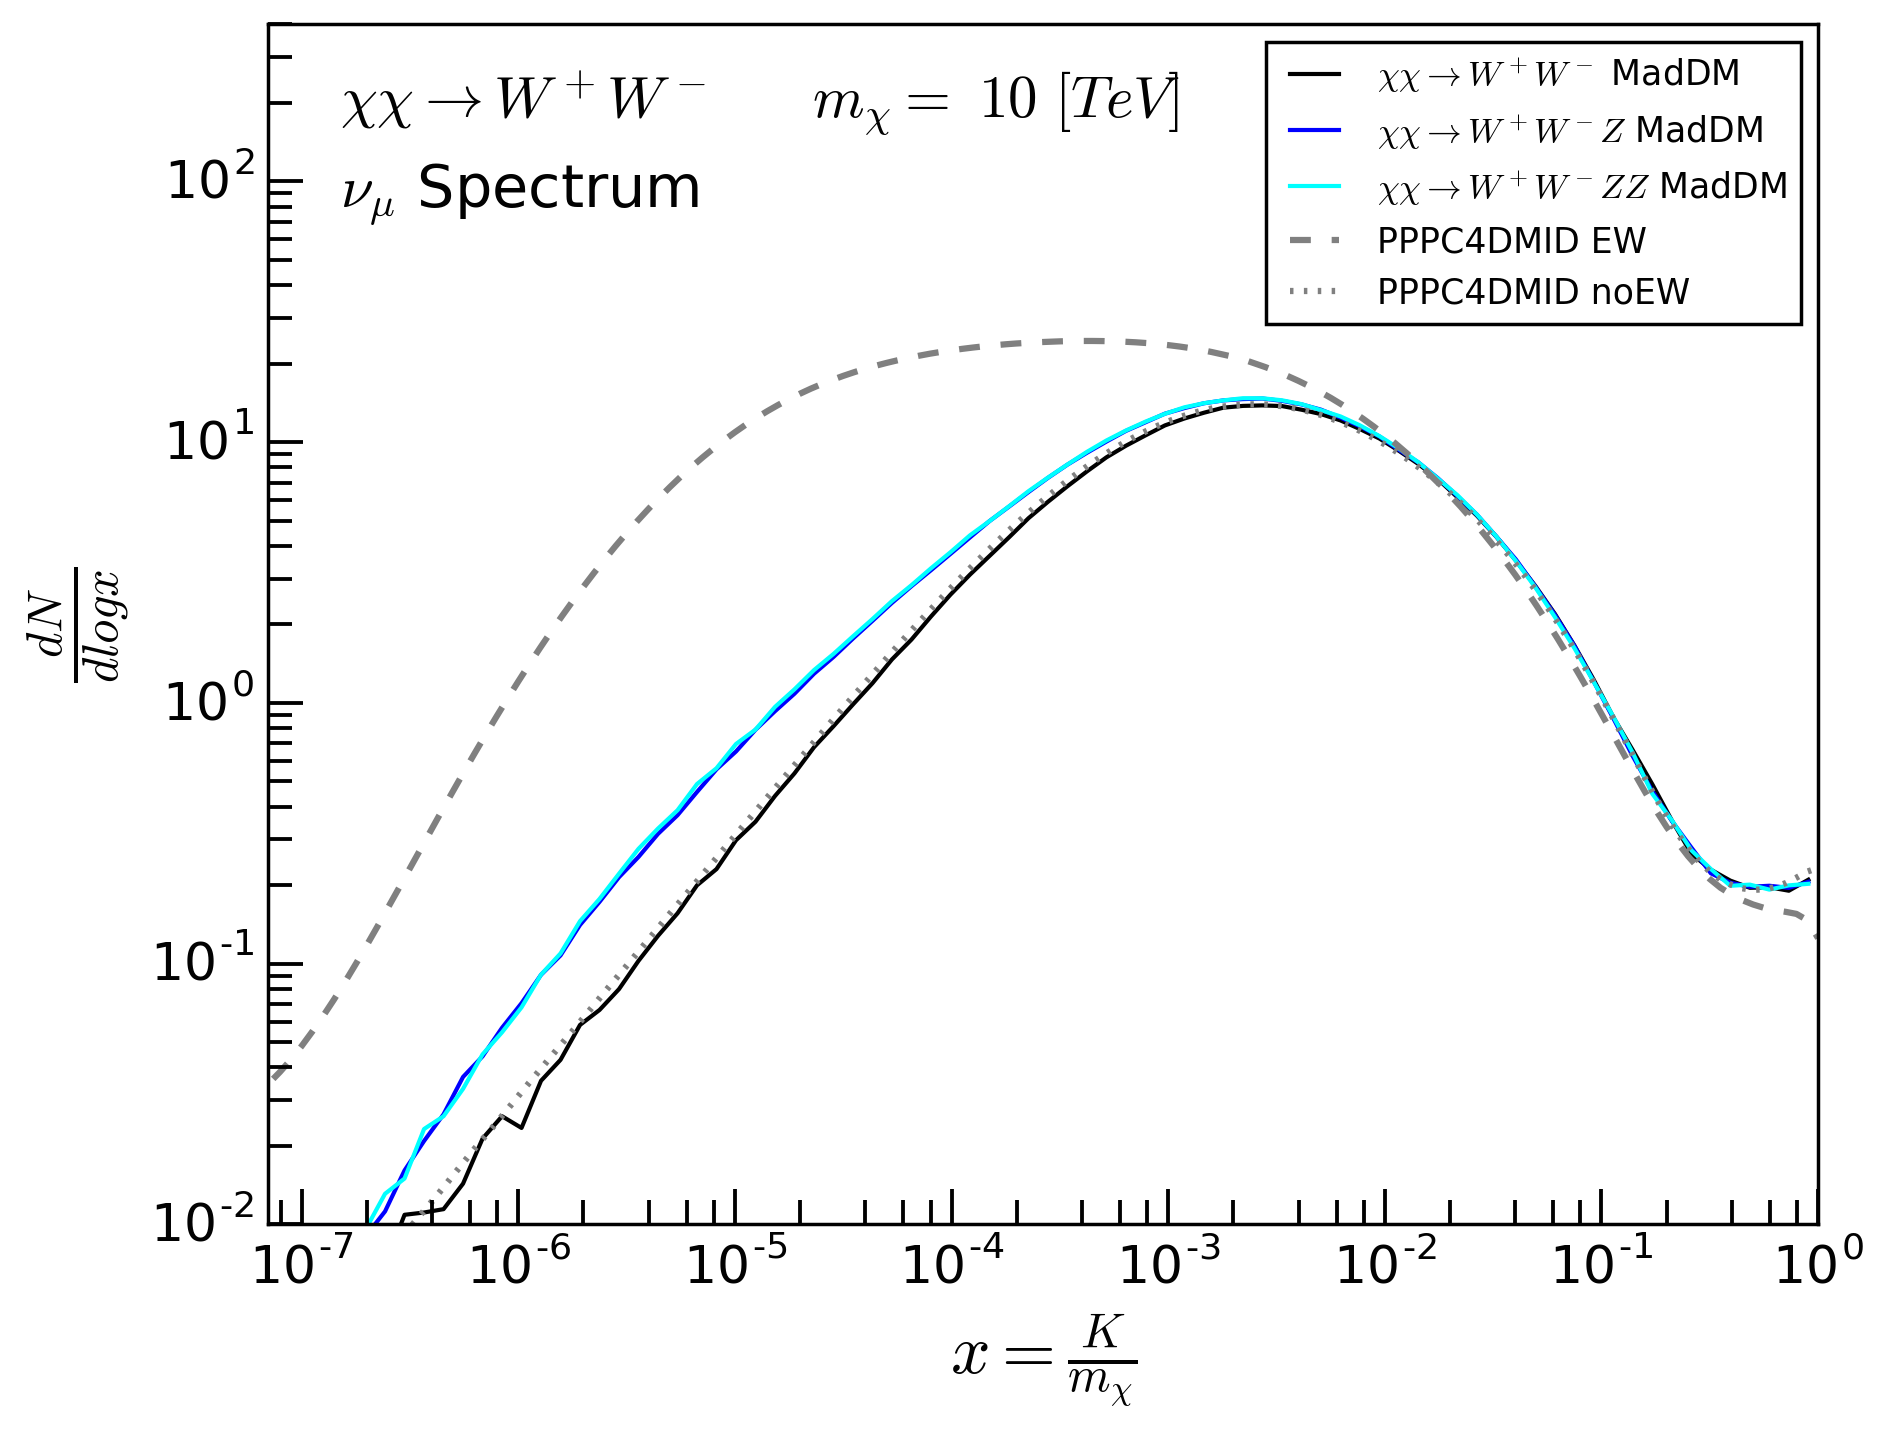 χχ → W⁺W⁻ m_χ = 10 [TeV]
ν_μ Spectrum
χχ → W⁺W⁻ MadDM
χχ → W⁺W⁻Z MadDM
χχ → W⁺W⁻ZZ MadDM
PPPC4DMID EW
PPPC4DMID noEW
10²
10¹
10⁰
10⁻¹
10⁻²
dN
dlogx
10⁻⁷ 10⁻⁶ 10⁻⁵ 10⁻⁴ 10⁻³ 10⁻² 10⁻¹ 10⁰
x = K/m_χ